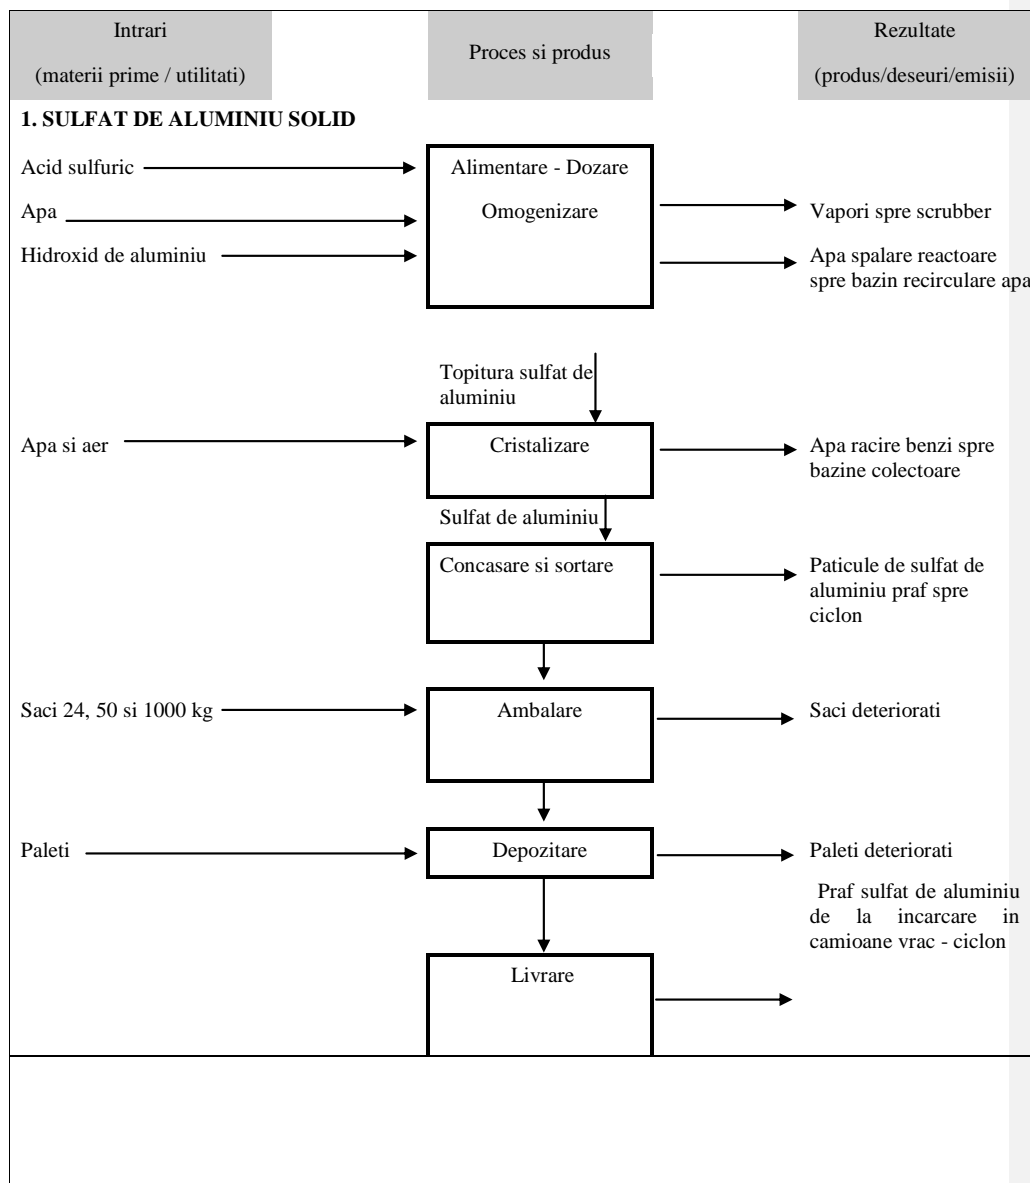 Intrari
(materii prime / utilitati)
Proces si produs
Rezultate
(produs/deseuri/emisii)
1. SULFAT DE ALUMINIU SOLID
Acid sulfuric
Apa
Hidroxid de aluminiu
Alimentare - Dozare
Omogenizare
Vapori spre scrubber
Apa spalare reactoare
spre bazin recirculare apa
Topitura sulfat de
aluminiu
Apa si aer
Cristalizare
Apa racire benzi spre
bazine colectoare
Sulfat de aluminiu
Concasare si sortare
Paticule de sulfat de
aluminiu praf spre
ciclon
Saci 24, 50 si 1000 kg
Ambalare
Saci deteriorati
Paleti
Depozitare
Paleti deteriorati
Praf sulfat de aluminiu
de la incarcare in
camioane vrac - ciclon
Livrare